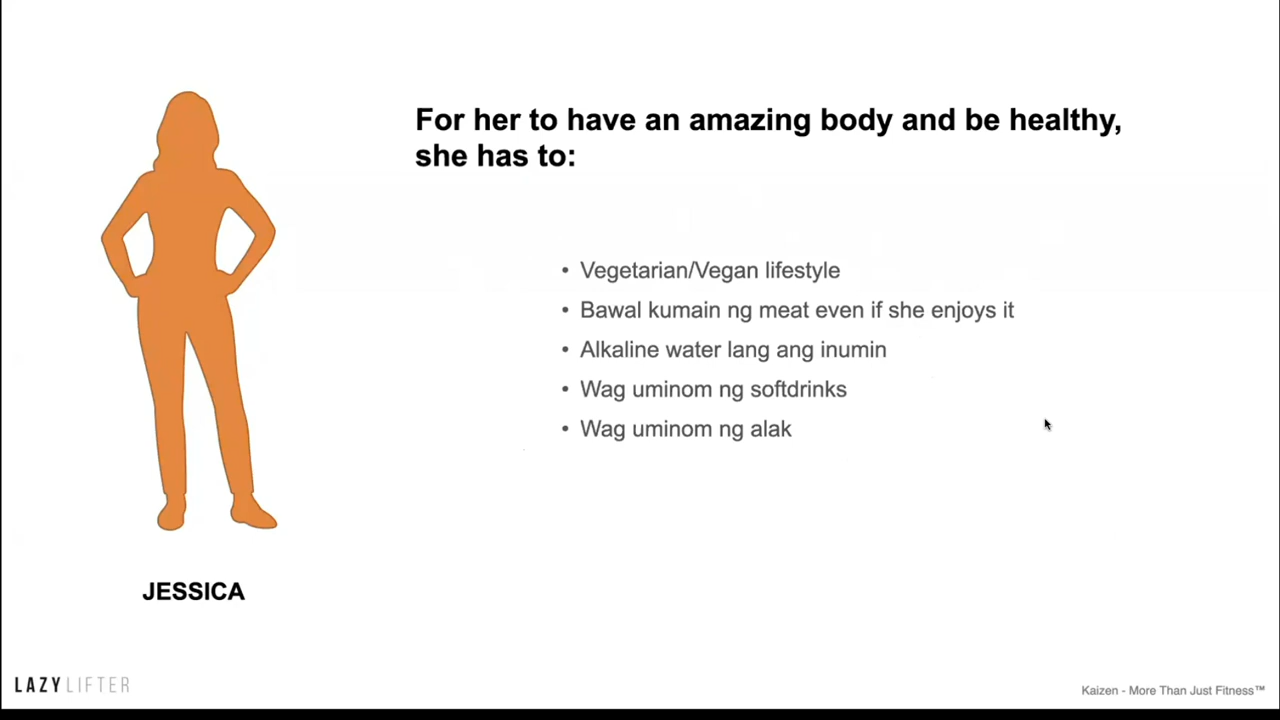 For her to have an amazing body and be healthy,
she has to:
• Vegetarian/Vegan lifestyle
• Bawal kumain ng meat even if she enjoys it
• Alkaline water lang ang inumin
• Wag uminom ng softdrinks
• Wag uminom ng alak
JESSICA
LAZYLIFTER
Kaizen - More Than Just Fitness™